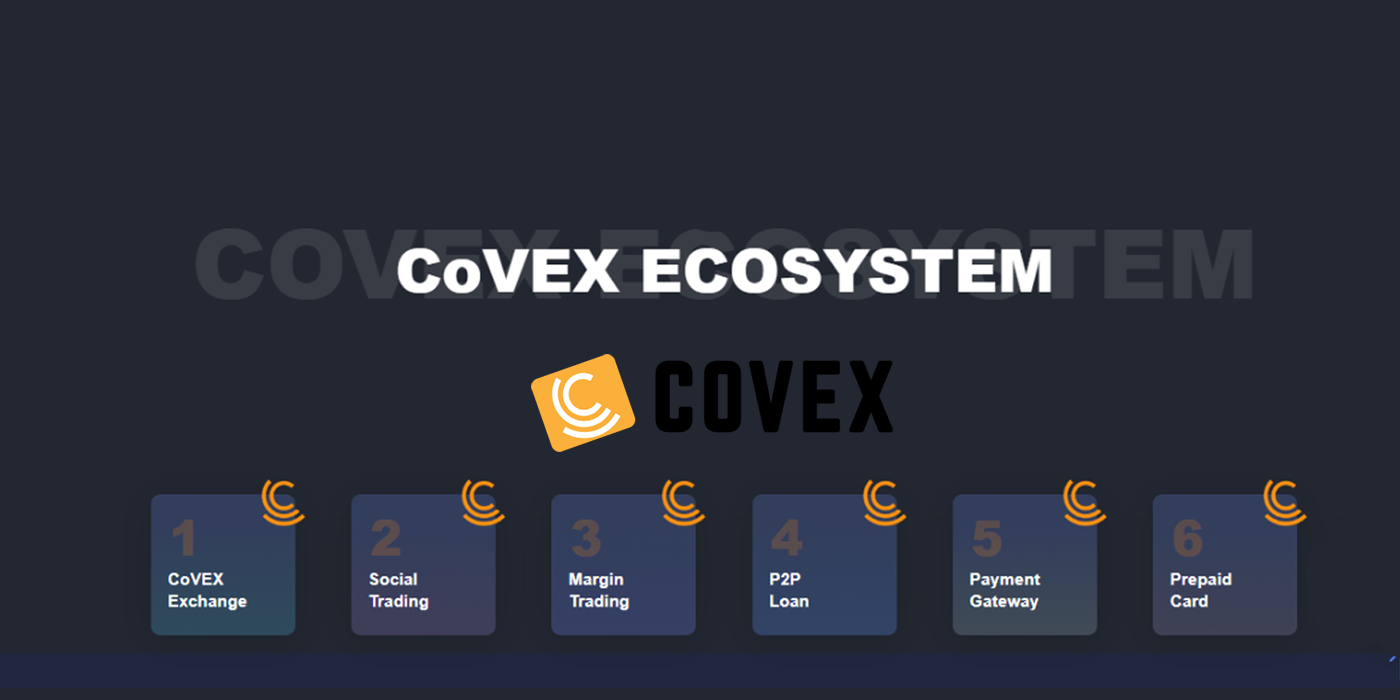 COVEX ECOSYSTEM
CoVEX ECOSYSTEM
COVEX
1
CoVEX
Exchange
2
Social
Trading
3
Margin
Trading
4
P2P
Loan
5
Payment
Gateway
6
Prepaid
Card